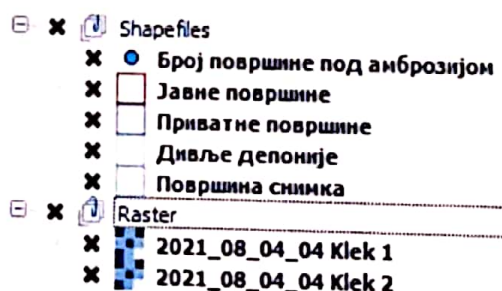 Shapefiles
Број површине под амброзијом
Јавне површине
Приватне површине
Дивље депоније
Површина снимка
Raster
2021_08_04_04 Klek 1
2021_08_04_04 Klek 2